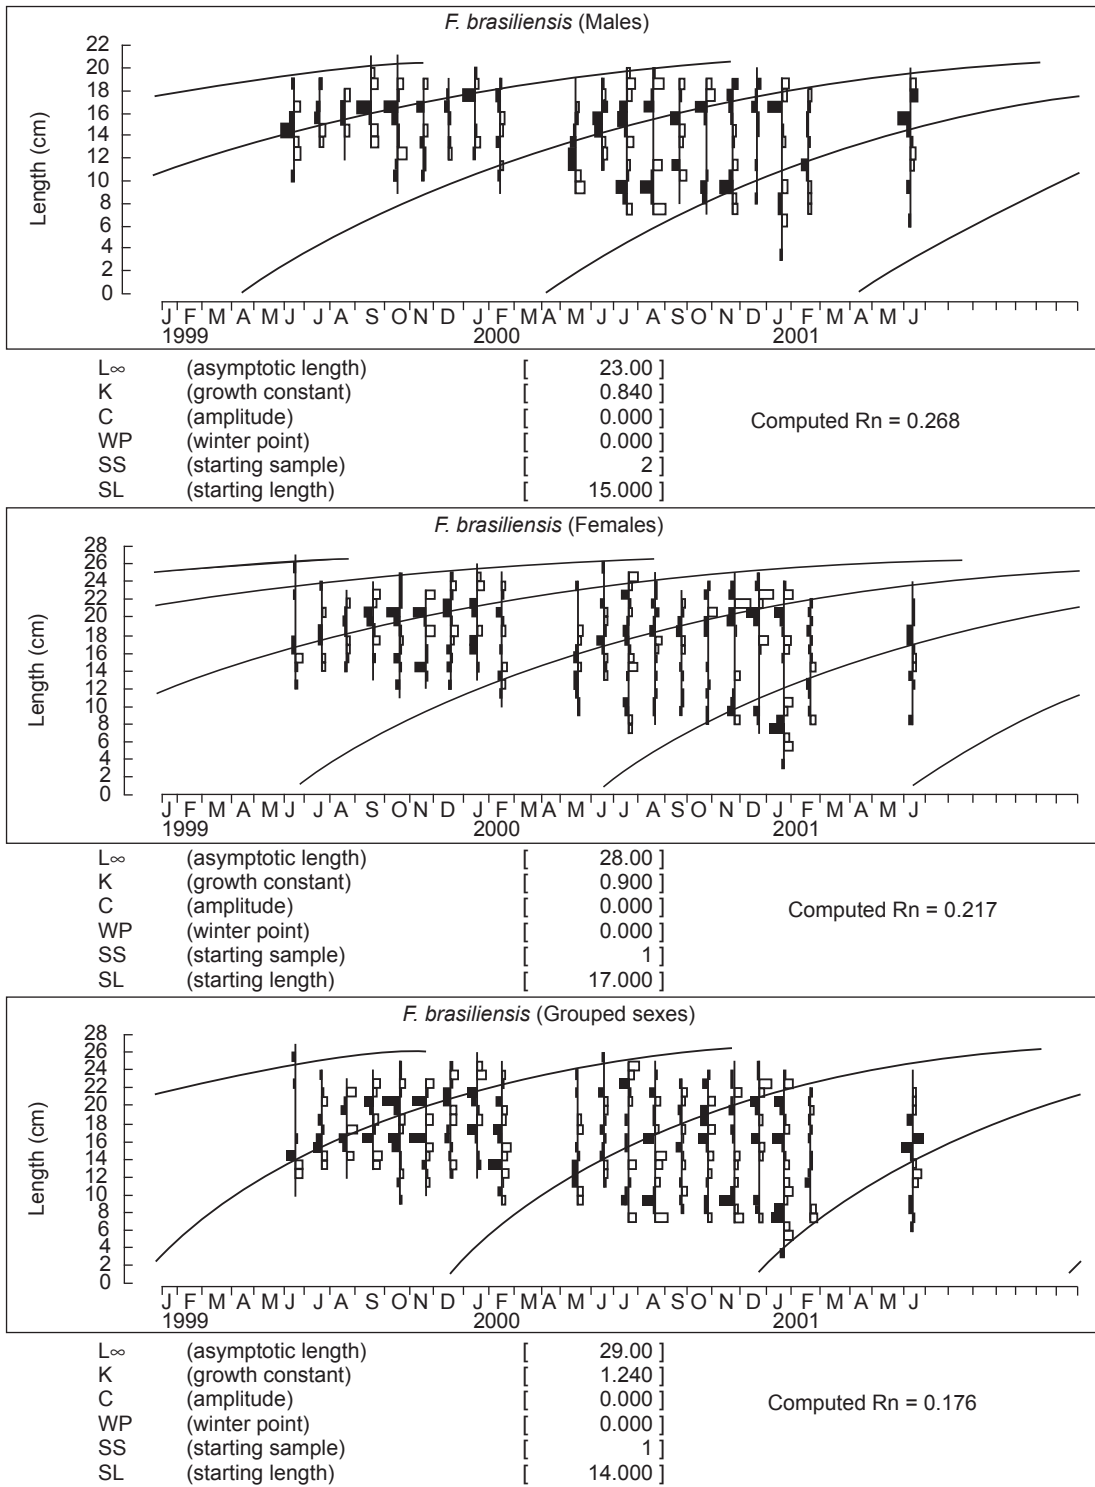 F. brasiliensis (Males)
Length (cm)
22
20
18
16
14
12
10
8
6
4
2
0
J F M A M J J A S O N D J F M A M J J A S O N D J F M A M J
1999 2000 2001
L∞ (asymptotic length) [ 23.00 ]
K (growth constant) [ 0.840 ]
C (amplitude) [ 0.000 ]
WP (winter point) [ 0.000 ]
SS (starting sample) [ 2 ]
SL (starting length) [ 15.000 ]
Computed Rn = 0.268
F. brasiliensis (Females)
Length (cm)
28
26
24
22
20
18
16
14
12
10
8
6
4
2
0
J F M A M J J A S O N D J F M A M J J A S O N D J F M A M J
1999 2000 2001
L∞ (asymptotic length) [ 28.00 ]
K (growth constant) [ 0.900 ]
C (amplitude) [ 0.000 ]
WP (winter point) [ 0.000 ]
SS (starting sample) [ 1 ]
SL (starting length) [ 17.000 ]
Computed Rn = 0.217
F. brasiliensis (Grouped sexes)
Length (cm)
28
26
24
22
20
18
16
14
12
10
8
6
4
2
0
J F M A M J J A S O N D J F M A M J J A S O N D J F M A M J
1999 2000 2001
L∞ (asymptotic length) [ 29.00 ]
K (growth constant) [ 1.240 ]
C (amplitude) [ 0.000 ]
WP (winter point) [ 0.000 ]
SS (starting sample) [ 1 ]
SL (starting length) [ 14.000 ]
Computed Rn = 0.176